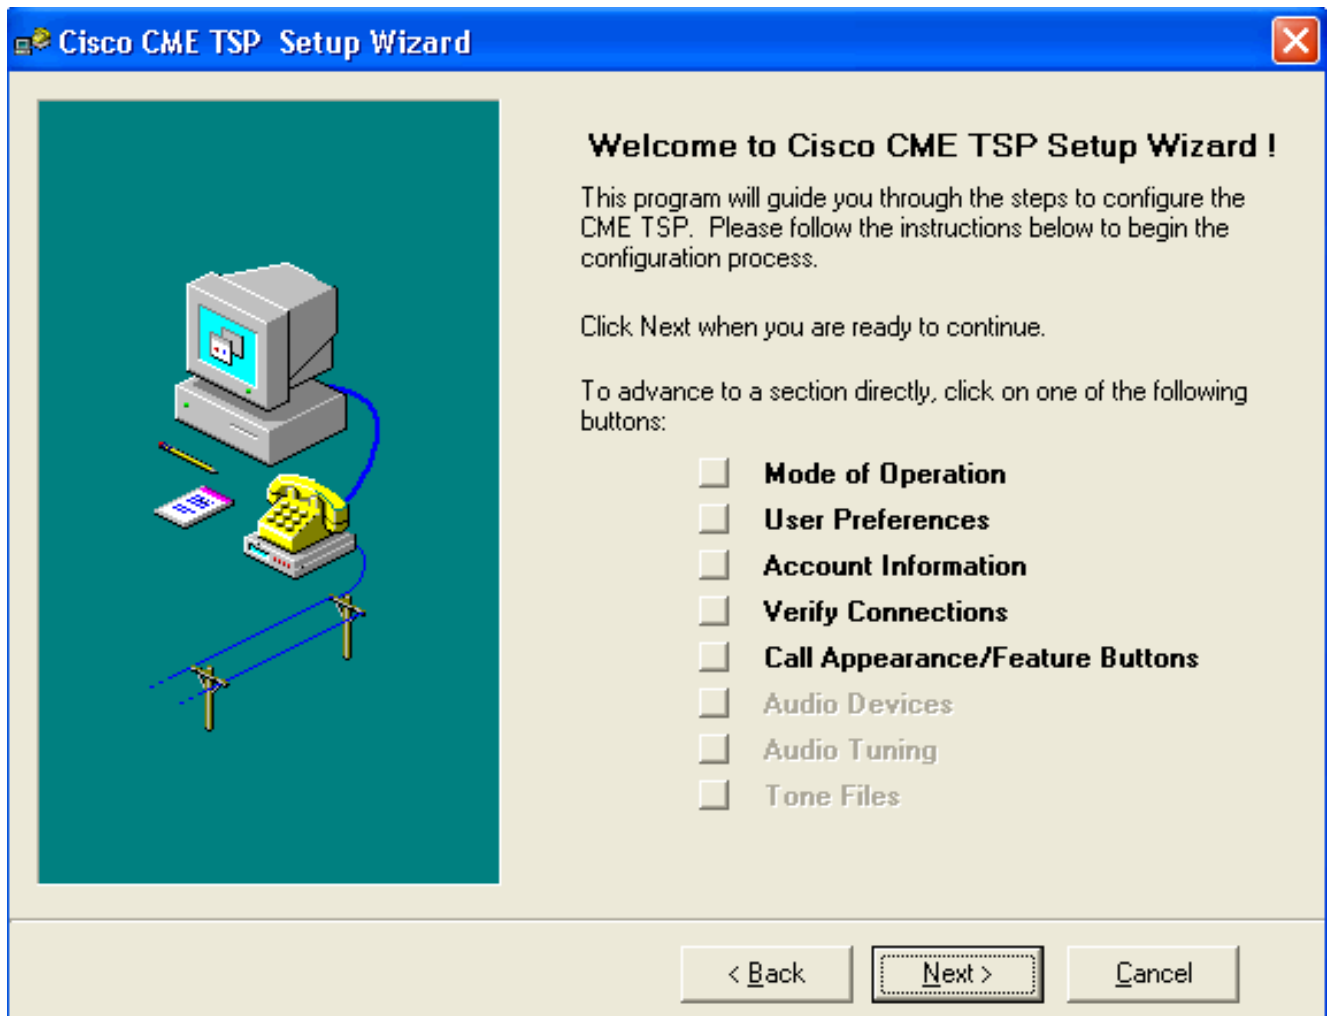 Cisco CME TSP  Setup Wizard
Welcome to Cisco CME TSP Setup Wizard !
This program will guide you through the steps to configure the
CME TSP.  Please follow the instructions below to begin the
configuration process.
Click Next when you are ready to continue.
To advance to a section directly, click on one of the following
buttons:
Mode of Operation
User Preferences
Account Information
Verify Connections
Call Appearance/Feature Buttons
Audio Devices
Audio Tuning
Tone Files
< Back
Next >
Cancel